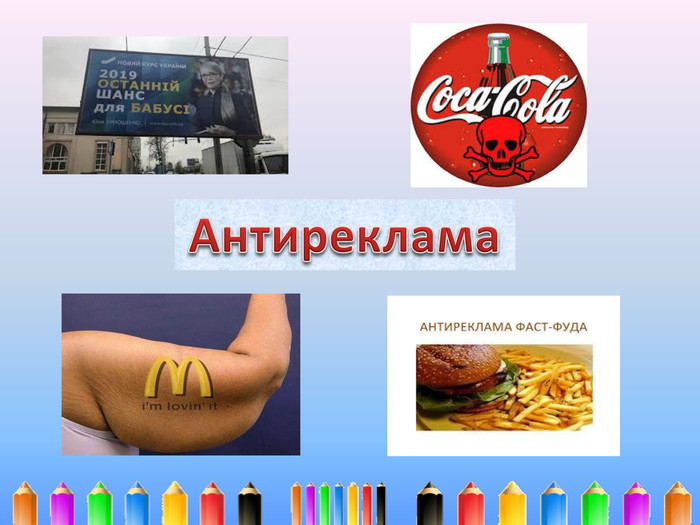 НОВИЙ КУРС УКРАЇНИ
2019
ОСТАННІЙ
ШАНС
для БАБУСІ
Coca-Cola
Антиреклама
i'm lovin' it
АНТИРЕКЛАМА ФАСТ-ФУДА